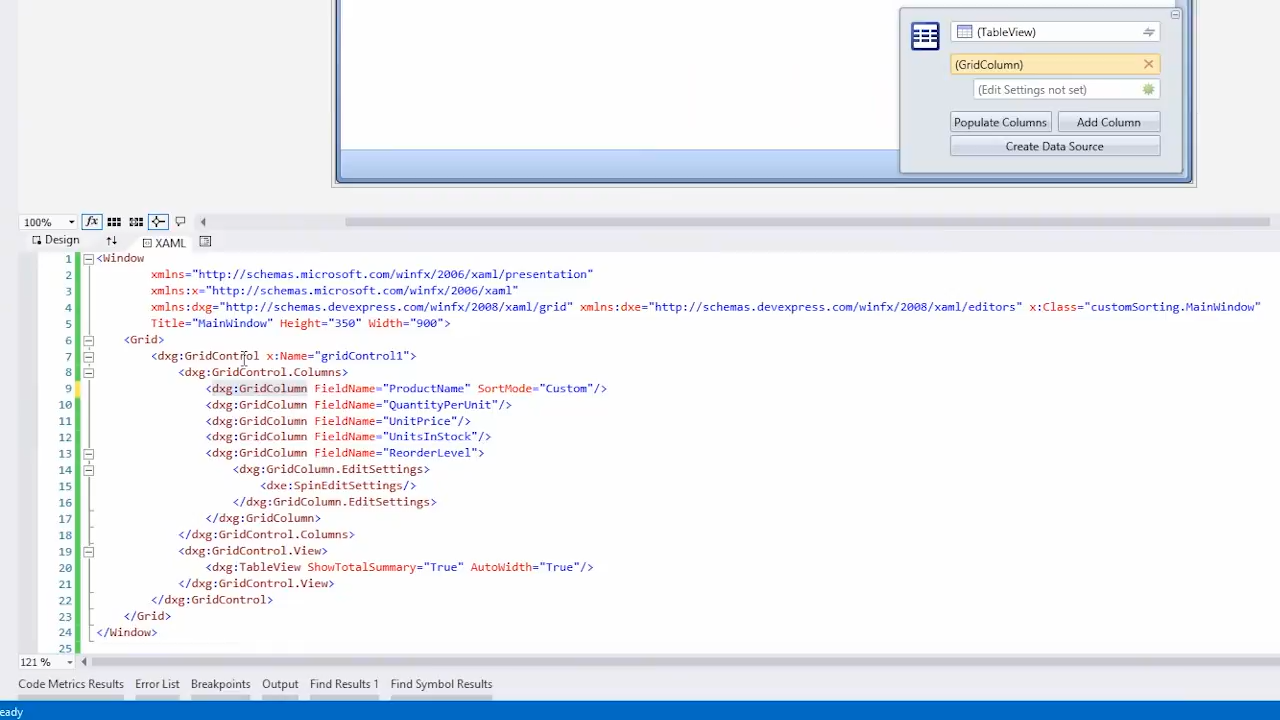 (TableView)
(GridColumn)
(Edit Settings not set)
Populate Columns Add Column
Create Data Source
100% fx
Design XAML
1 <Window
2 xmlns="http://schemas.microsoft.com/winfx/2006/xaml/presentation"
3 xmlns:x="http://schemas.microsoft.com/winfx/2006/xaml"
4 xmlns:dxg="http://schemas.devexpress.com/winfx/2008/xaml/grid" xmlns:dxe="http://schemas.devexpress.com/winfx/2008/xaml/editors" x:Class="customSorting.MainWindow"
5 Title="MainWindow" Height="350" Width="900">
6 <Grid>
7 <dxg:GridControl x:Name="gridControl1">
8 <dxg:GridControl.Columns>
9 <dxg:GridColumn FieldName="ProductName" SortMode="Custom"/>
10 <dxg:GridColumn FieldName="QuantityPerUnit"/>
11 <dxg:GridColumn FieldName="UnitPrice"/>
12 <dxg:GridColumn FieldName="UnitsInStock"/>
13 <dxg:GridColumn FieldName="ReorderLevel">
14 <dxg:GridColumn.EditSettings>
15 <dxe:SpinEditSettings/>
16 </dxg:GridColumn.EditSettings>
17 </dxg:GridColumn>
18 </dxg:GridControl.Columns>
19 <dxg:GridControl.View>
20 <dxg:TableView ShowTotalSummary="True" AutoWidth="True"/>
21 </dxg:GridControl.View>
22 </dxg:GridControl>
23 </Grid>
24 </Window>
25
121 %
Code Metrics Results Error List Breakpoints Output Find Results 1 Find Symbol Results
eady